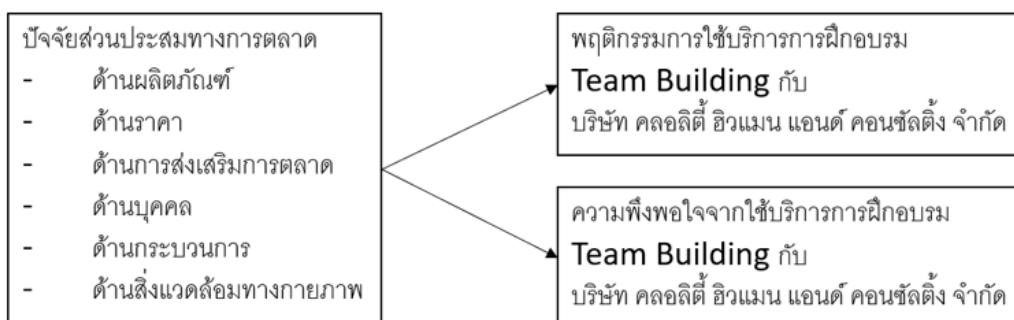 ปัจจัยส่วนประสมทางการตลาด
- ด้านผลิตภัณฑ์
- ด้านราคา
- ด้านการส่งเสริมการตลาด
- ด้านบุคคล
- ด้านกระบวนการ
- ด้านสิ่งแวดล้อมทางกายภาพ
พฤติกรรมการใช้บริการการฝึกอบรม
Team Building กับ
บริษัท คลอลิตี้ ฮิวแมน แอนด์ คอนซัลติ้ง จำกัด
ความพึงพอใจจากใช้บริการการฝึกอบรม
Team Building กับ
บริษัท คลอลิตี้ ฮิวแมน แอนด์ คอนซัลติ้ง จำกัด